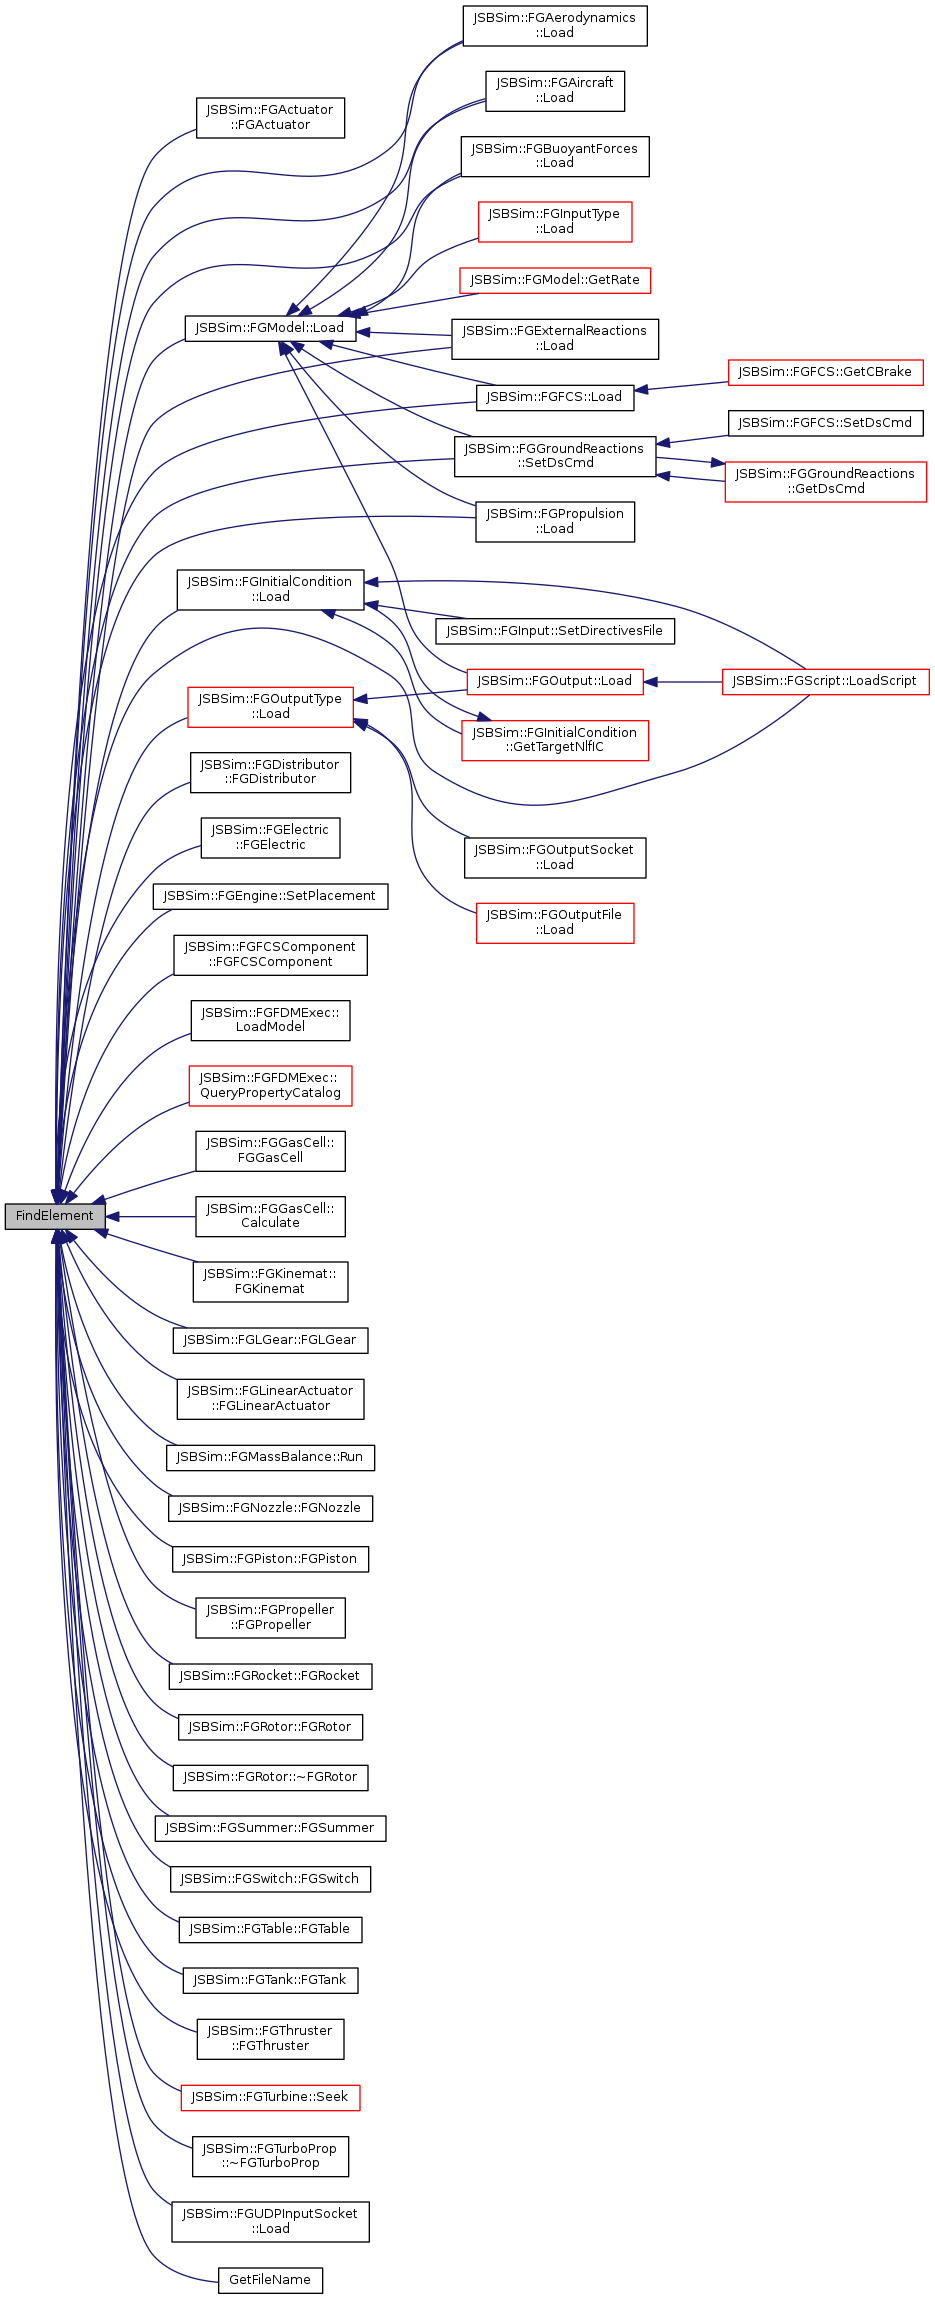 JSBSim::FGAerodynamics
::Load
JSBSim::FGAircraft
::Load
JSBSim::FGActuator
::FGActuator
JSBSim::FGBuoyantForces
::Load
JSBSim::FGInputType
::Load
JSBSim::FGModel::GetRate
JSBSim::FGModel::Load
JSBSim::FGExternalReactions
::Load
JSBSim::FGFCS::GetCBrake
JSBSim::FGFCS::Load
JSBSim::FGFCS::SetDsCmd
JSBSim::FGGroundReactions
::SetDsCmd
JSBSim::FGGroundReactions
::GetDsCmd
JSBSim::FGPropulsion
::Load
JSBSim::FGInitialCondition
::Load
JSBSim::FGInput::SetDirectivesFile
JSBSim::FGOutput::Load
JSBSim::FGScript::LoadScript
JSBSim::FGOutputType
::Load
JSBSim::FGInitialCondition
::GetTargetNlfIC
JSBSim::FGDistributor
::FGDistributor
JSBSim::FGElectric
::FGElectric
JSBSim::FGOutputSocket
::Load
JSBSim::FGEngine::SetPlacement
JSBSim::FGOutputFile
::Load
JSBSim::FGFCSComponent
::FGFCSComponent
JSBSim::FGFDMExec::
LoadModel
JSBSim::FGFDMExec::
QueryPropertyCatalog
JSBSim::FGGasCell::
FGGasCell
FindElement
JSBSim::FGGasCell::
Calculate
JSBSim::FGKinemat::
FGKinemat
JSBSim::FGLGear::FGLGear
JSBSim::FGLinearActuator
::FGLinearActuator
JSBSim::FGMassBalance::Run
JSBSim::FGNozzle::FGNozzle
JSBSim::FGPiston::FGPiston
JSBSim::FGPropeller
::FGPropeller
JSBSim::FGRocket::FGRocket
JSBSim::FGRotor::FGRotor
JSBSim::FGRotor::~FGRotor
JSBSim::FGSummer::FGSummer
JSBSim::FGSwitch::FGSwitch
JSBSim::FGTable::FGTable
JSBSim::FGTank::FGTank
JSBSim::FGThruster
::FGThruster
JSBSim::FGTurbine::Seek
JSBSim::FGTurboProp
::~FGTurboProp
JSBSim::FGUDPInputSocket
::Load
GetFileName